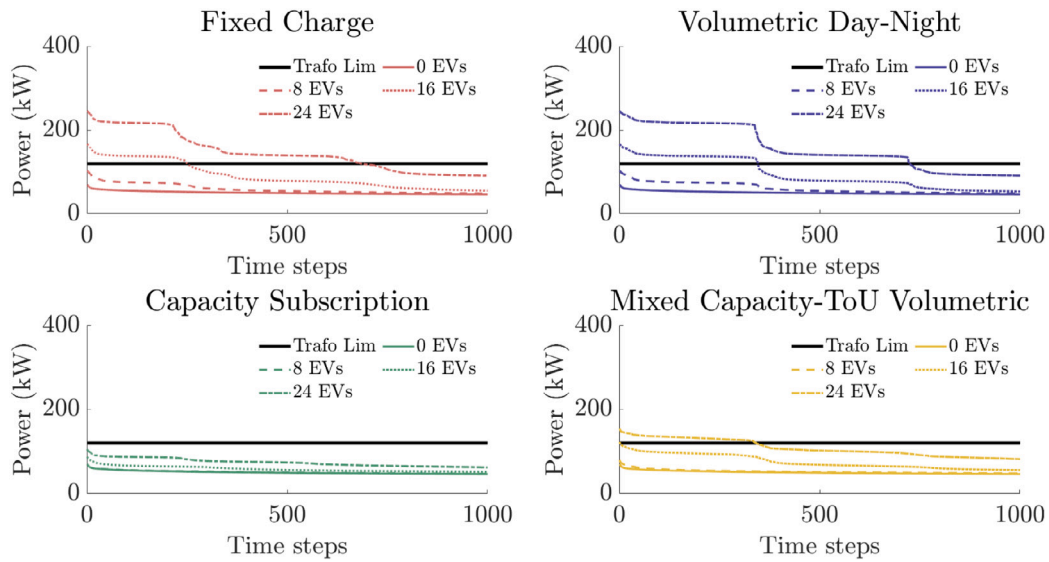 Fixed Charge
400
200
0
Power (kW)
Trafo Lim
0 EVs
8 EVs
16 EVs
24 EVs
0
500
1000
Time steps
Volumetric Day-Night
400
200
0
Power (kW)
Trafo Lim
0 EVs
8 EVs
16 EVs
24 EVs
0
500
1000
Time steps
Capacity Subscription
400
200
0
Power (kW)
Trafo Lim
0 EVs
8 EVs
16 EVs
24 EVs
0
500
1000
Time steps
Mixed Capacity-ToU Volumetric
400
200
0
Power (kW)
Trafo Lim
0 EVs
8 EVs
16 EVs
24 EVs
0
500
1000
Time steps